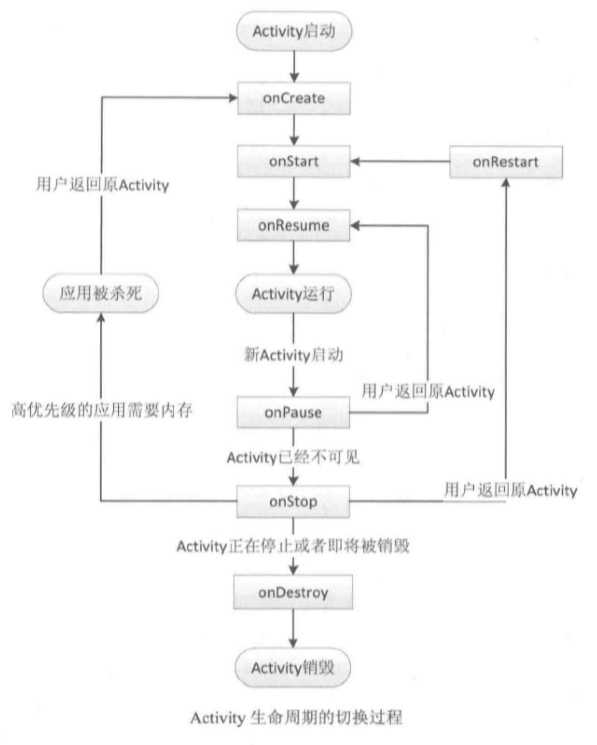 Activity启动
onCreate
onStart
onRestart
用户返回原Activity
onResume
应用被杀死
Activity运行
新Activity启动
用户返回原Activity
高优先级的应用需要内存
onPause
Activity已经不可见
用户返回原Activity
onStop
Activity正在停止或者即将被销毁
onDestroy
Activity销毁
Activity 生命周期的切换过程